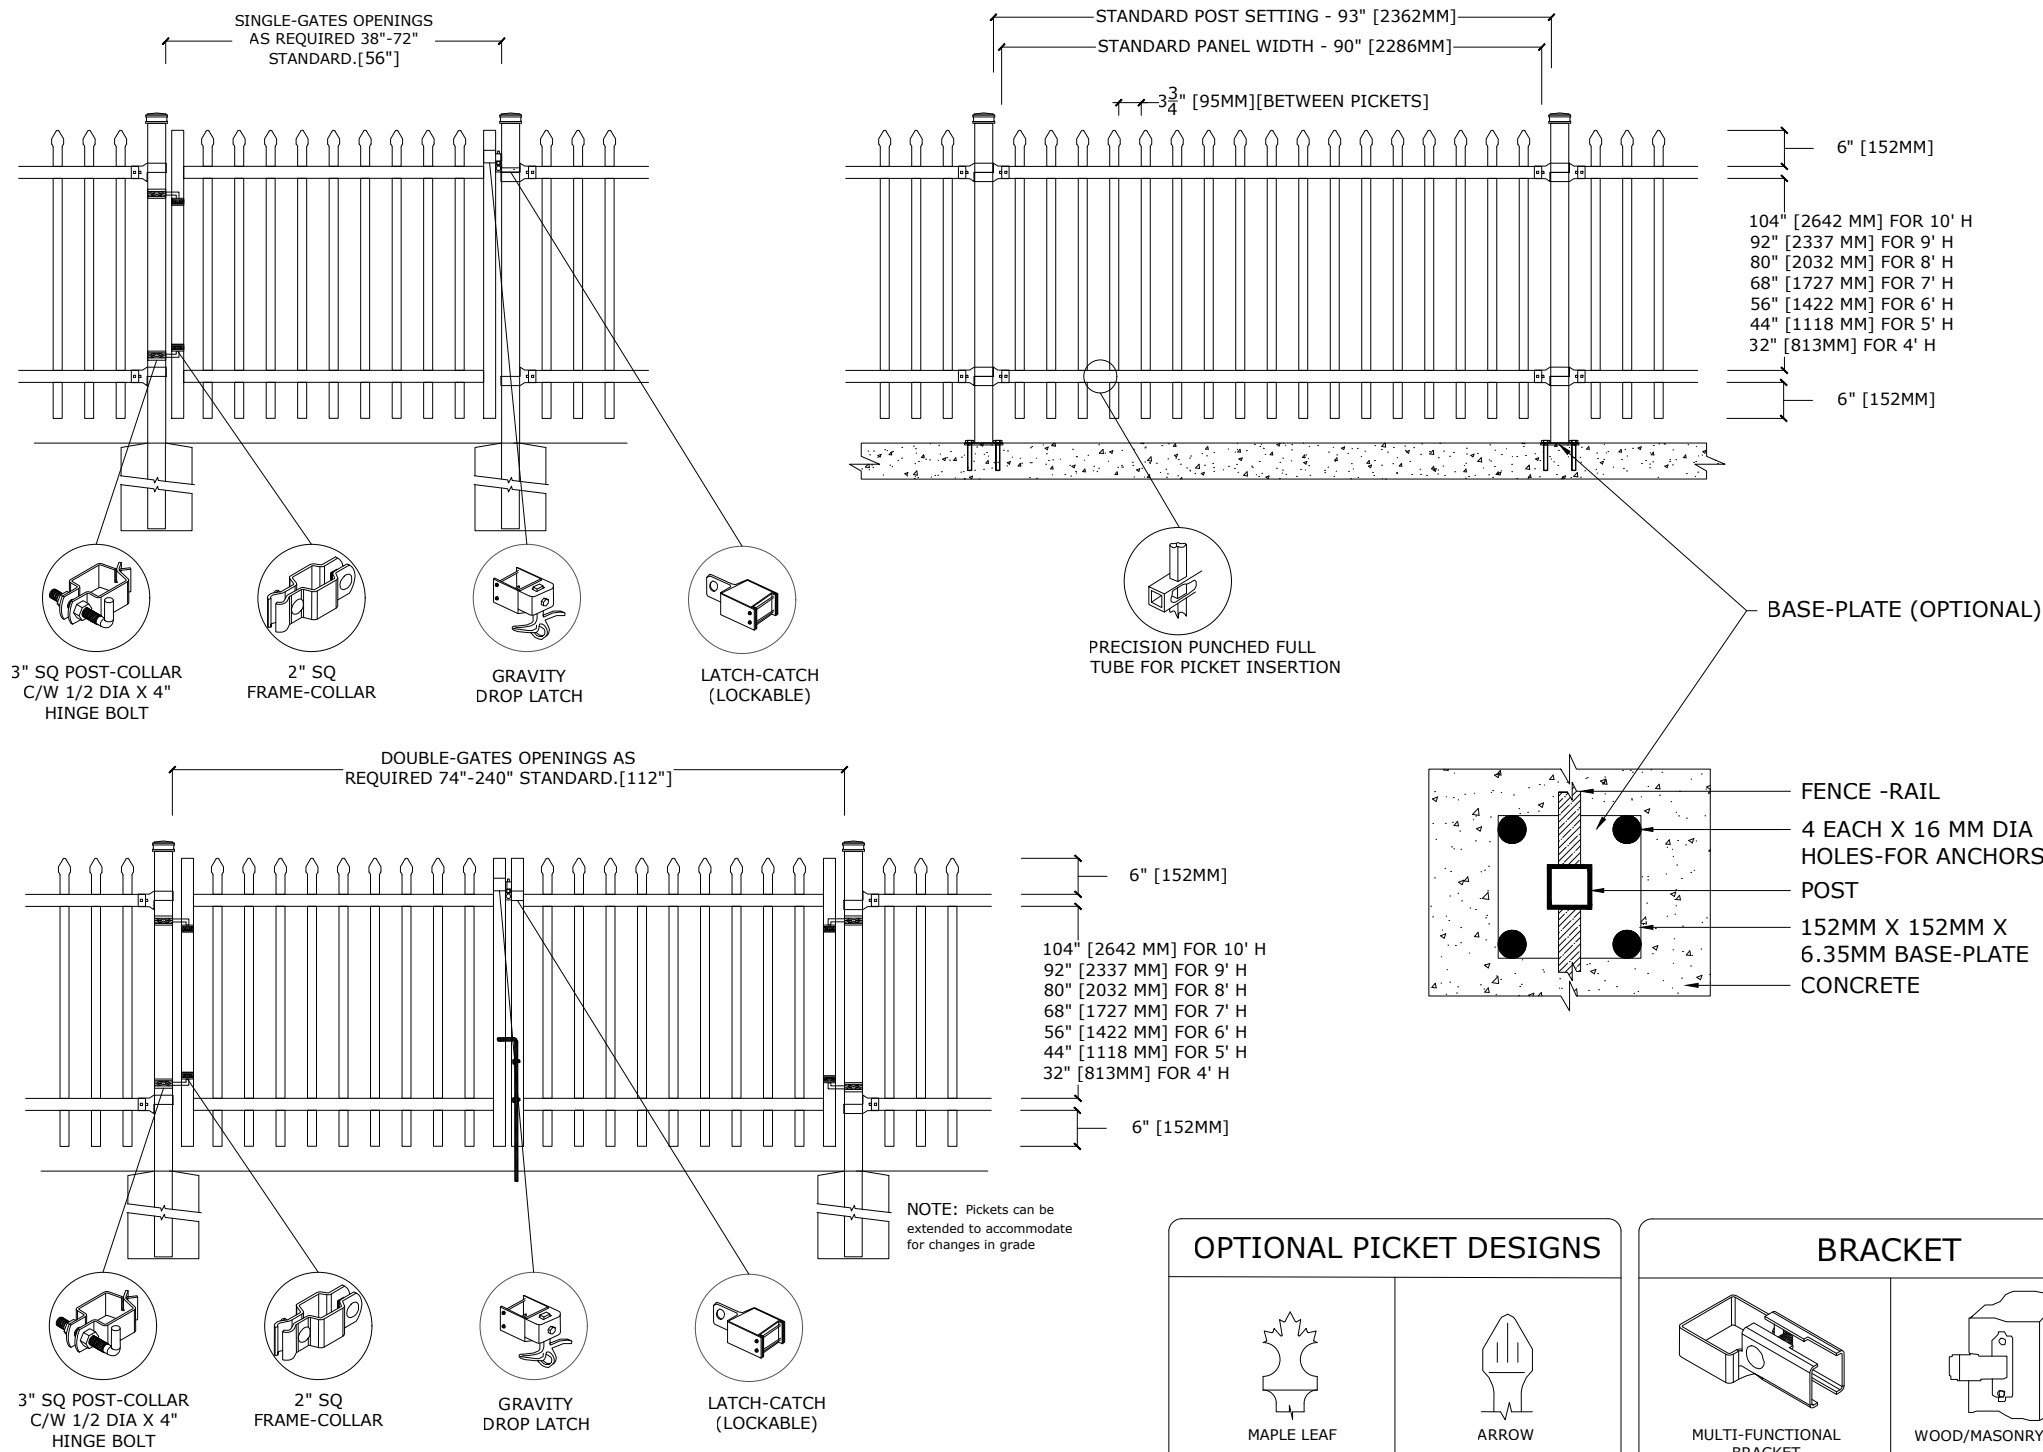 SINGLE-GATES OPENINGS
AS REQUIRED 38"-72"
STANDARD.[56"]
STANDARD POST SETTING - 93" [2362MM]
STANDARD PANEL WIDTH - 90" [2286MM]
3 3/4" [95MM][BETWEEN PICKETS]
6" [152MM]
104" [2642 MM] FOR 10' H
92" [2337 MM] FOR 9' H
80" [2032 MM] FOR 8' H
68" [1727 MM] FOR 7' H
56" [1422 MM] FOR 6' H
44" [1118 MM] FOR 5' H
32" [813MM] FOR 4' H
6" [152MM]
3" SQ POST-COLLAR
C/W 1/2 DIA X 4"
HINGE BOLT
2" SQ
FRAME-COLLAR
GRAVITY
DROP LATCH
LATCH-CATCH
(LOCKABLE)
PRECISION PUNCHED FULL
TUBE FOR PICKET INSERTION
BASE-PLATE (OPTIONAL)
FENCE -RAIL
4 EACH X 16 MM DIA
HOLES-FOR ANCHORS
POST
152MM X 152MM X
6.35MM BASE-PLATE
CONCRETE
DOUBLE-GATES OPENINGS AS
REQUIRED 74"-240" STANDARD.[112"]
6" [152MM]
104" [2642 MM] FOR 10' H
92" [2337 MM] FOR 9' H
80" [2032 MM] FOR 8' H
68" [1727 MM] FOR 7' H
56" [1422 MM] FOR 6' H
44" [1118 MM] FOR 5' H
32" [813MM] FOR 4' H
6" [152MM]
NOTE: Pickets can be
extended to accommodate
for changes in grade
3" SQ POST-COLLAR
C/W 1/2 DIA X 4"
HINGE BOLT
2" SQ
FRAME-COLLAR
GRAVITY
DROP LATCH
LATCH-CATCH
(LOCKABLE)
OPTIONAL PICKET DESIGNS
MAPLE LEAF
ARROW
BRACKET
MULTI-FUNCTIONAL
BRACKET
WOOD/MASONRY